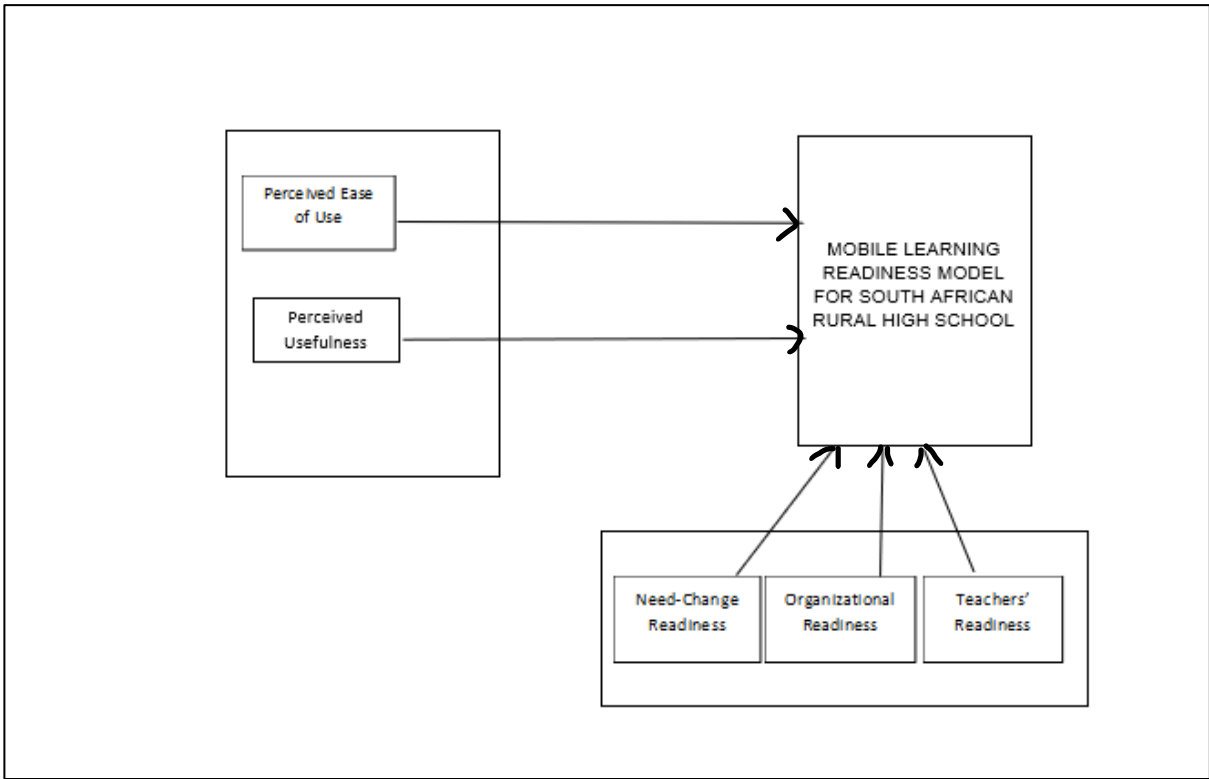 Perceived Ease
of Use
Perceived
Usefulness
MOBILE LEARNING
READINESS MODEL
FOR SOUTH AFRICAN
RURAL HIGH SCHOOL
Need-Change
Readiness
Organizational
Readiness
Teachers’
Readiness